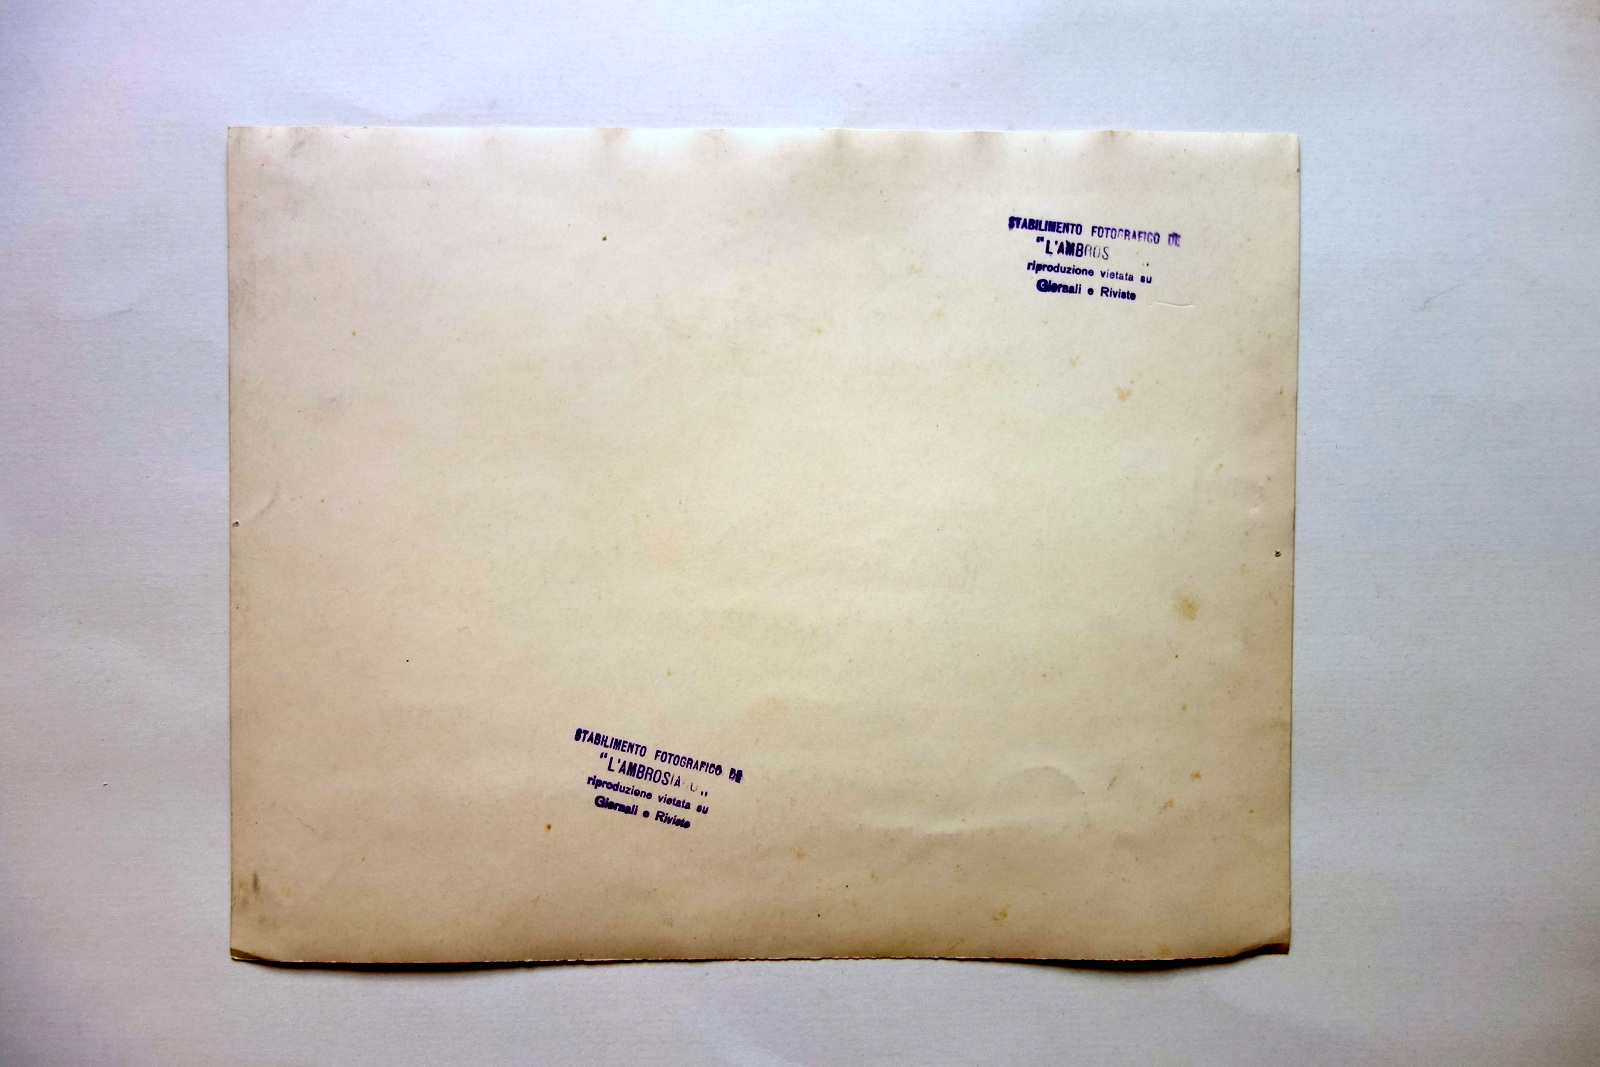 STABILIMENTO FOTOGRAFICO DE
"L'AMBROS
riproduzione vietata su
Giornali e Riviste
STABILIMENTO FOTOGRAFICO DE
"L'AMBROSIA O„
riproduzione vietata su
Giornali e Riviste